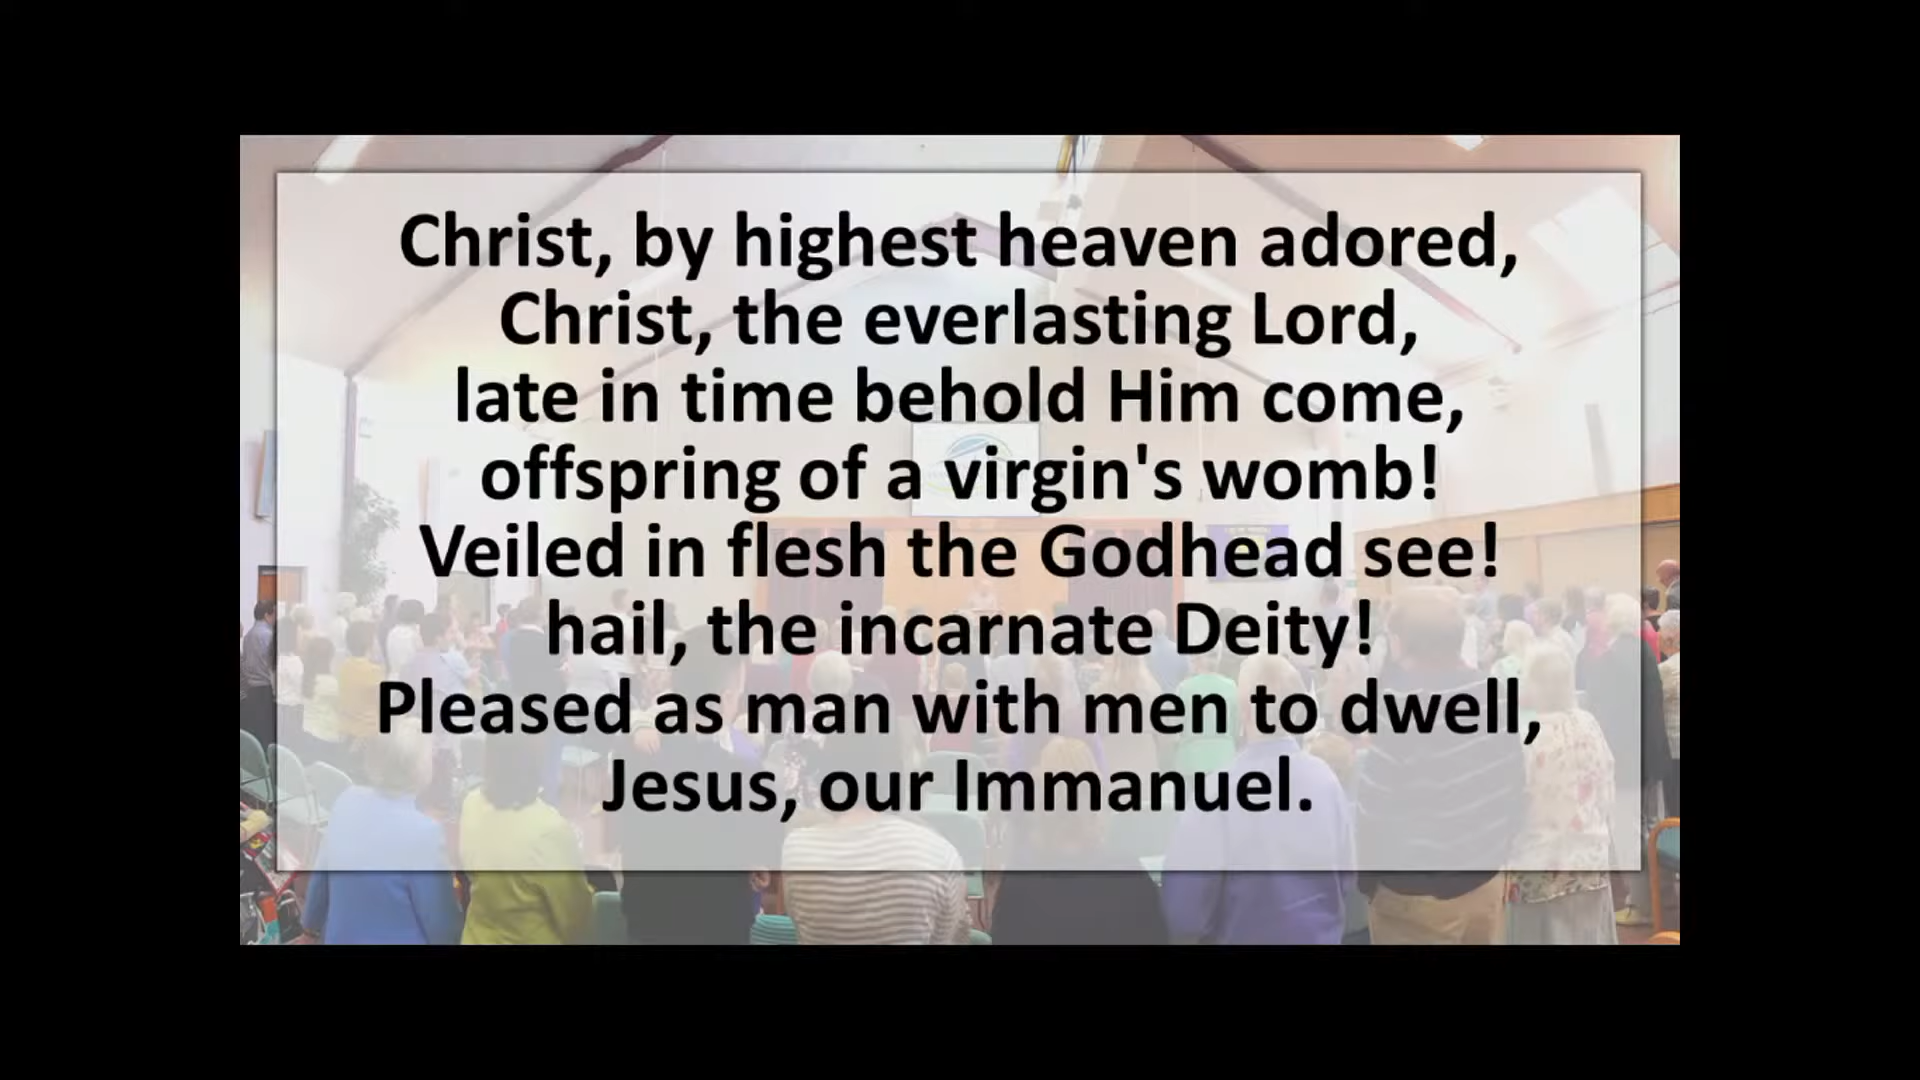 Christ, by highest heaven adored,
Christ, the everlasting Lord,
late in time behold Him come,
offspring of a virgin's womb!
Veiled in flesh the Godhead see!
hail, the incarnate Deity!
Pleased as man with men to dwell,
Jesus, our Immanuel.